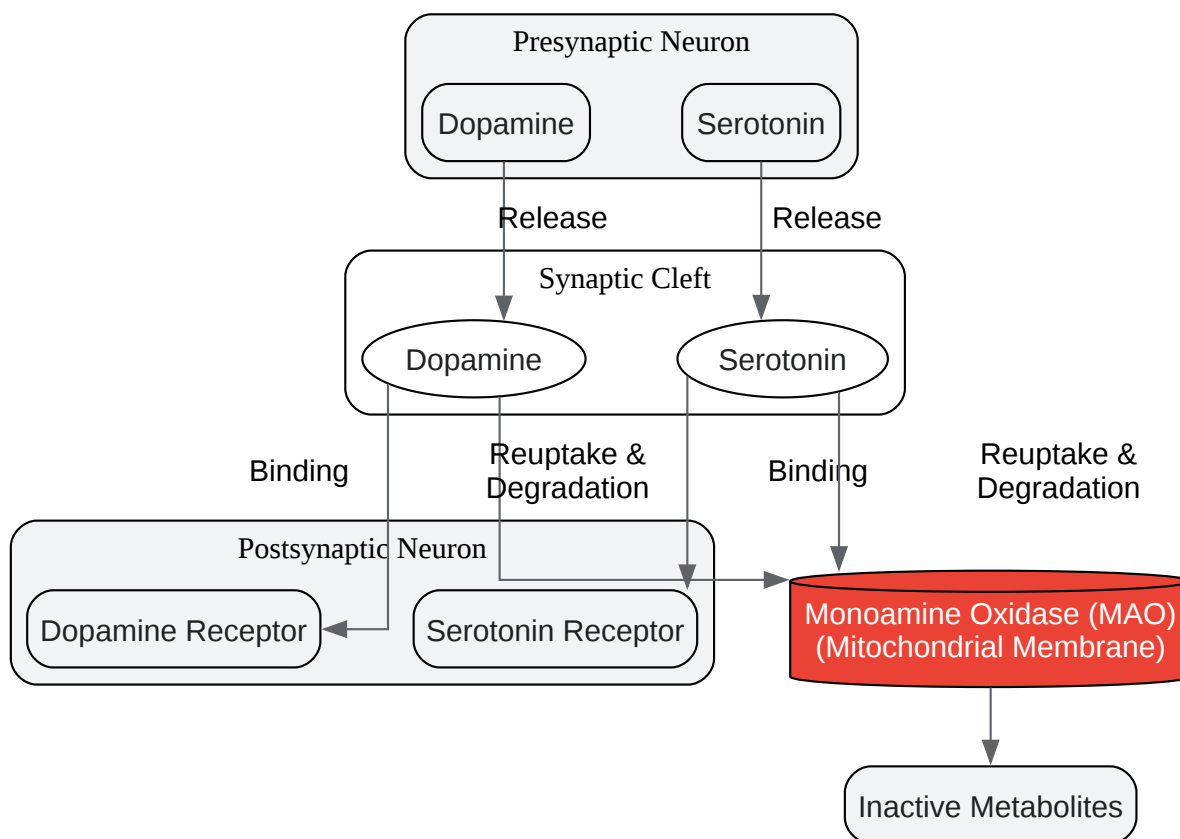 Presynaptic Neuron
Dopamine
Serotonin
Release
Release
Synaptic Cleft
Dopamine
Serotonin
Binding
Reuptake &
Degradation
Binding
Reuptake &
Degradation
Postsynaptic Neuron
Dopamine Receptor
Serotonin Receptor
Monoamine Oxidase (MAO)
(Mitochondrial Membrane)
Inactive Metabolites